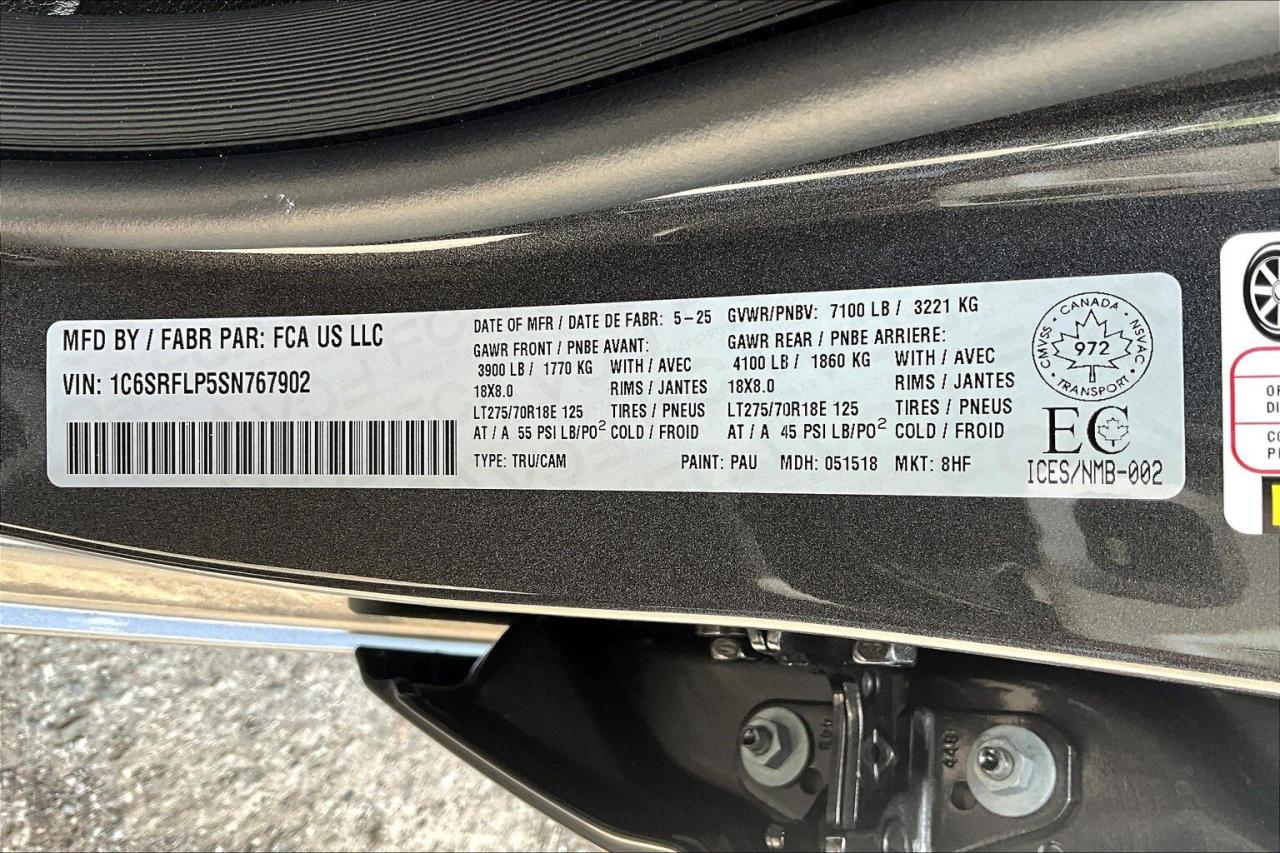 MFD BY / FABR PAR: FCA US LLC
VIN: 1C6SRFLP5SN767902
DATE OF MFR / DATE DE FABR: 5-25
GVWR/PNBV: 7100 LB / 3221 KG
GAWR FRONT / PNBE AVANT:
3900 LB / 1770 KG WITH / AVEC
18X8.0 RIMS / JANTES
LT275/70R18E 125 TIRES / PNEUS
AT / A 55 PSI LB/PO² COLD / FROID
GAWR REAR / PNBE ARRIERE:
4100 LB / 1860 KG WITH / AVEC
18X8.0 RIMS / JANTES
LT275/70R18E 125 TIRES / PNEUS
AT / A 45 PSI LB/PO² COLD / FROID
TYPE: TRU/CAM PAINT: PAU MDH: 051518 MKT: 8HF
CANADA
CMVSS · NSVAC
972
TRANSPORT
EC
ICES/NMB-002
448
448